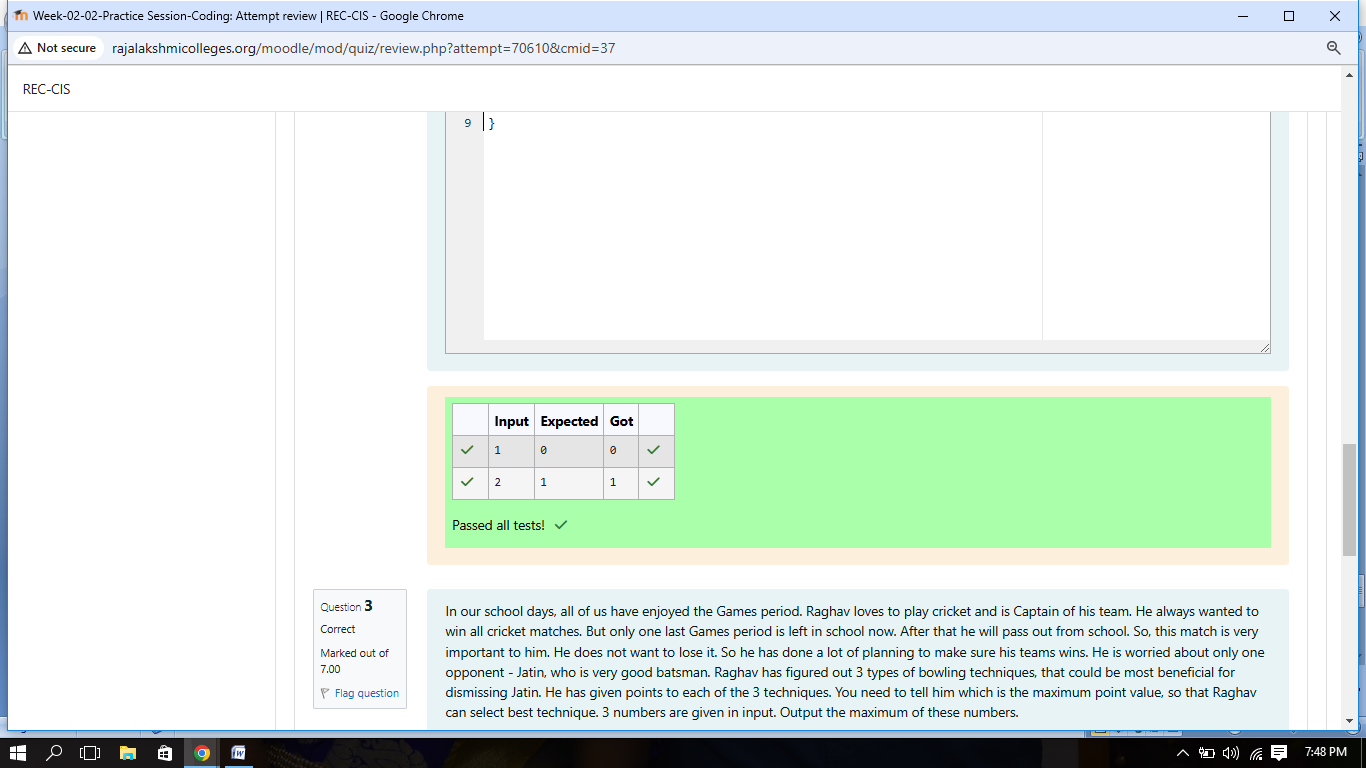 Week-02-02-Practice Session-Coding: Attempt review | REC-CIS - Google Chrome
Not secure rajalakshmicolleges.org/moodle/mod/quiz/review.php?attempt=70610&cmid=37
REC-CIS
9 }
Input Expected Got
1 0 0
2 1 1
Passed all tests!
Question 3
Correct
Marked out of
7.00
Flag question
In our school days, all of us have enjoyed the Games period. Raghav loves to play cricket and is Captain of his team. He always wanted to
win all cricket matches. But only one last Games period is left in school now. After that he will pass out from school. So, this match is very
important to him. He does not want to lose it. So he has done a lot of planning to make sure his teams wins. He is worried about only one
opponent - Jatin, who is very good batsman. Raghav has figured out 3 types of bowling techniques, that could be most beneficial for
dismissing Jatin. He has given points to each of the 3 techniques. You need to tell him which is the maximum point value, so that Raghav
can select best technique. 3 numbers are given in input. Output the maximum of these numbers.
7:48 PM